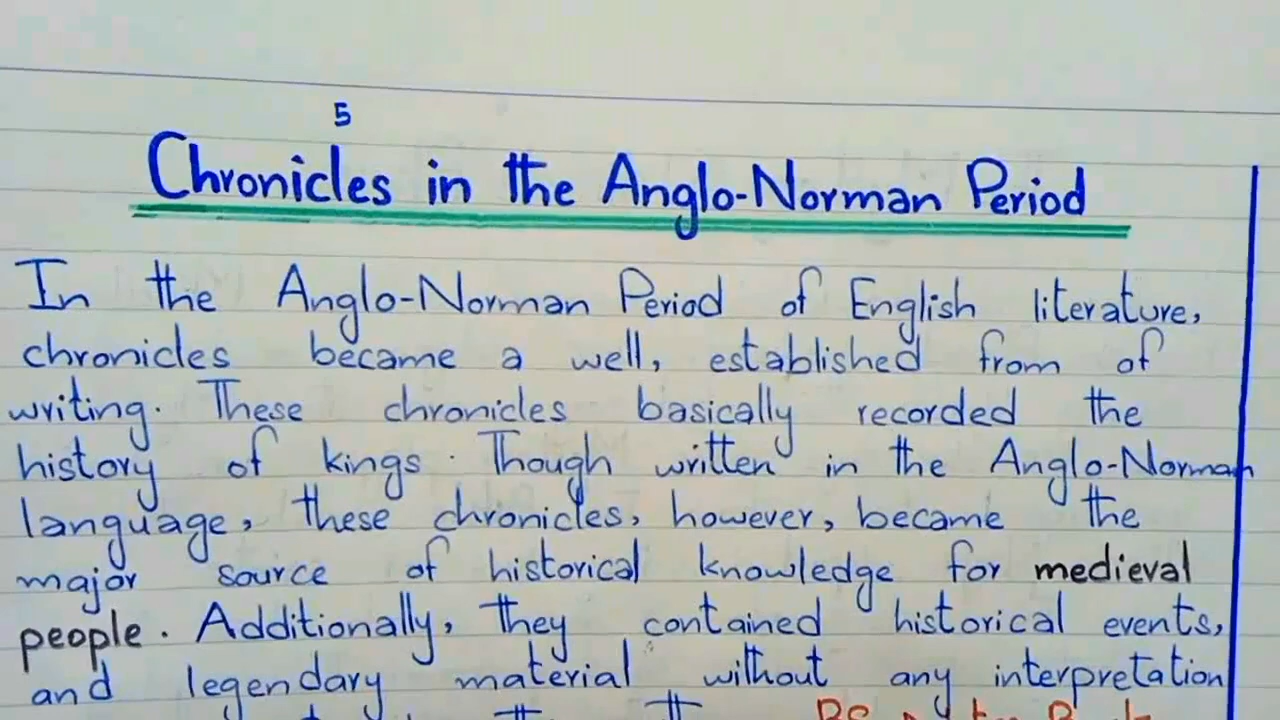 5
Chronicles in the Anglo-Norman Period
In the Anglo-Norman Period of English literature,
chronicles became a well, established from of
writing. These chronicles basically recorded the
history of kings. Though written in the Anglo-Norman
language, these chronicles, however, became the
major source of historical knowledge for medieval
people. Additionally, they contained historical events,
and legendary material without any interpretation